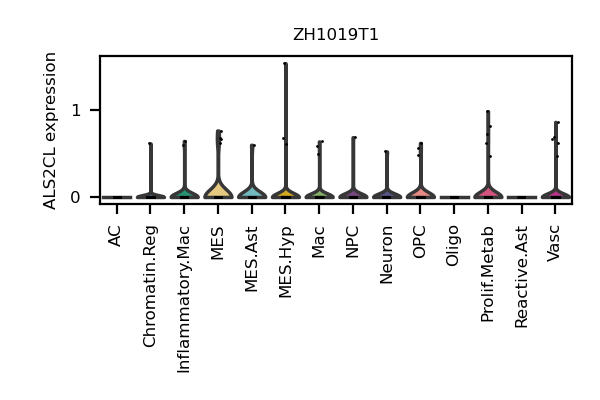 ZH1019T1
ALS2CL expression
1
0
AC
Chromatin.Reg
Inflammatory.Mac
MES
MES.Ast
MES.Hyp
Mac
NPC
Neuron
OPC
Oligo
Prolif.Metab
Reactive.Ast
Vasc